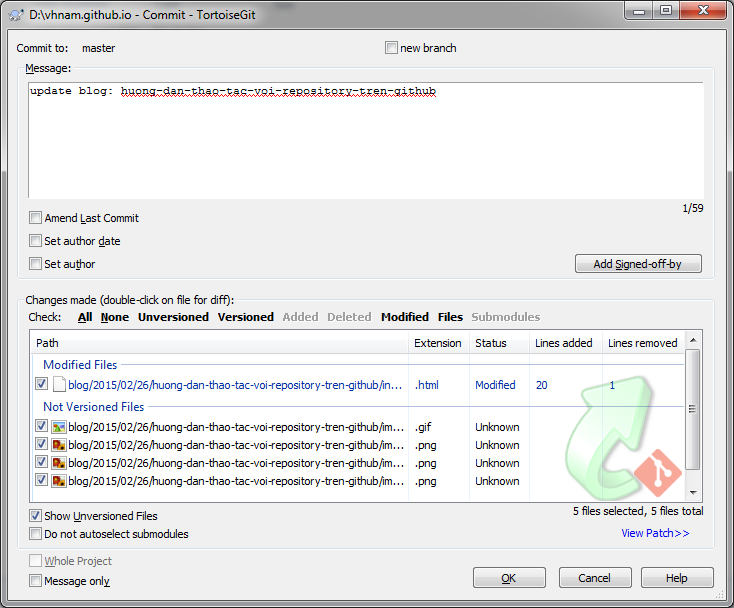 D:\vhnam.github.io - Commit - TortoiseGit
Commit to: master new branch
Message:
update blog: huong-dan-thao-tac-voi-repository-tren-github
1/59
Amend Last Commit
Set author date
Set author
Add Signed-off-by
Changes made (double-click on file for diff):
Check: All None Unversioned Versioned Added Deleted Modified Files Submodules
Path Extension Status Lines added Lines removed
Modified Files
blog/2015/02/26/huong-dan-thao-tac-voi-repository-tren-github/in... .html Modified 20 1
Not Versioned Files
blog/2015/02/26/huong-dan-thao-tac-voi-repository-tren-github/im... .gif Unknown
blog/2015/02/26/huong-dan-thao-tac-voi-repository-tren-github/im... .png Unknown
blog/2015/02/26/huong-dan-thao-tac-voi-repository-tren-github/im... .png Unknown
blog/2015/02/26/huong-dan-thao-tac-voi-repository-tren-github/im... .png Unknown
Show Unversioned Files 5 files selected, 5 files total
Do not autoselect submodules View Patch>>
Whole Project
Message only
OK Cancel Help